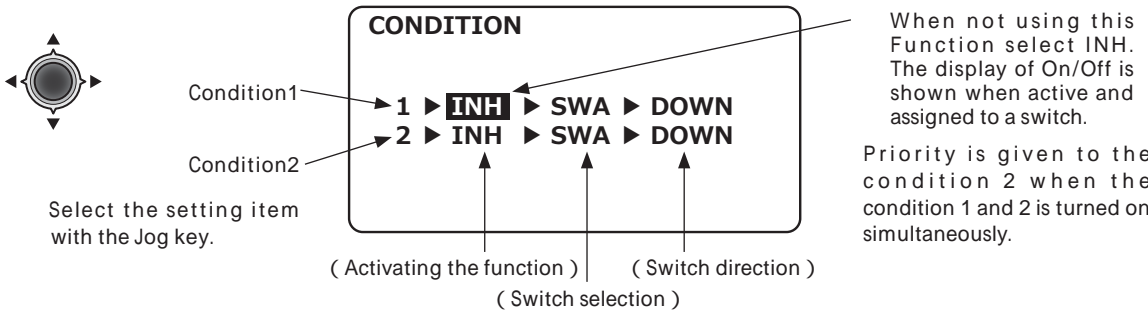 CONDITION
Condition1
1 ▶ INH ▶ SWA ▶ DOWN
2 ▶ INH ▶ SWA ▶ DOWN
Condition2
Select the setting item
with the Jog key.
( Activating the function )
( Switch direction )
( Switch selection )
When not using this
Function select INH.
The display of On/Off is
shown when active and
assigned to a switch.
Priority is given to the
condition 2 when the
condition 1 and 2 is turned on
simultaneously.